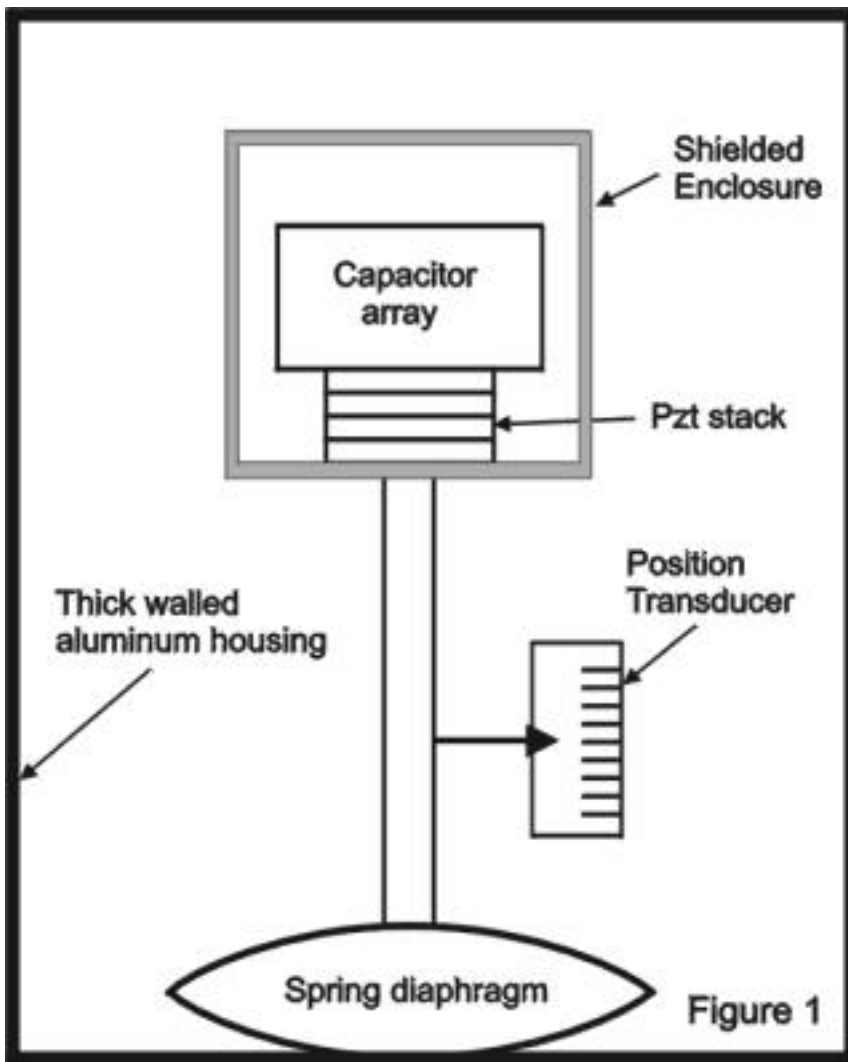 Shielded
Enclosure
Capacitor
array
Pzt stack
Position
Transducer
Thick walled
aluminum housing
Spring diaphragm
Figure 1